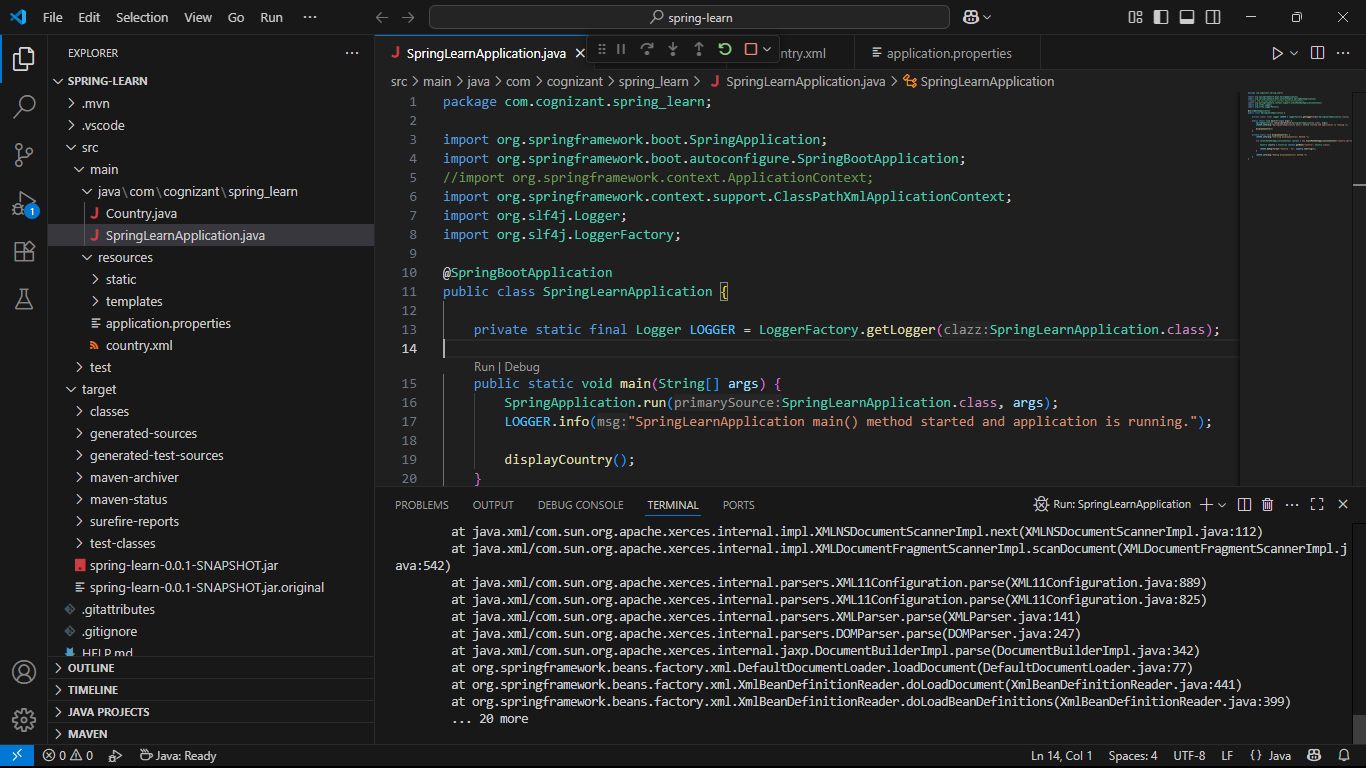 File Edit Selection View Go Run ··· spring-learn
EXPLORER ···
SPRING-LEARN
.mvn
.vscode
src
main
java\com\cognizant\spring_learn
Country.java
SpringLearnApplication.java
resources
static
templates
application.properties
country.xml
test
target
classes
generated-sources
generated-test-sources
maven-archiver
maven-status
surefire-reports
test-classes
spring-learn-0.0.1-SNAPSHOT.jar
spring-learn-0.0.1-SNAPSHOT.jar.original
.gitattributes
.gitignore
HELP.md
OUTLINE
TIMELINE
JAVA PROJECTS
MAVEN
1
SpringLearnApplication.java ntry.xml application.properties
src > main > java > com > cognizant > spring_learn > SpringLearnApplication.java > SpringLearnApplication
1 package com.cognizant.spring_learn;
2
3 import org.springframework.boot.SpringApplication;
4 import org.springframework.boot.autoconfigure.SpringBootApplication;
5 //import org.springframework.context.ApplicationContext;
6 import org.springframework.context.support.ClassPathXmlApplicationContext;
7 import org.slf4j.Logger;
8 import org.slf4j.LoggerFactory;
9
10 @SpringBootApplication
11 public class SpringLearnApplication {
12
13 private static final Logger LOGGER = LoggerFactory.getLogger(clazz:SpringLearnApplication.class);
14
Run | Debug
15 public static void main(String[] args) {
16 SpringApplication.run(primarySource:SpringLearnApplication.class, args);
17 LOGGER.info(msg:"SpringLearnApplication main() method started and application is running.");
18
19 displayCountry();
20 }
PROBLEMS OUTPUT DEBUG CONSOLE TERMINAL PORTS Run: SpringLearnApplication
at java.xml/com.sun.org.apache.xerces.internal.impl.XMLNSDocumentScannerImpl.next(XMLNSDocumentScannerImpl.java:112)
at java.xml/com.sun.org.apache.xerces.internal.impl.XMLDocumentFragmentScannerImpl.scanDocument(XMLDocumentFragmentScannerImpl.j
ava:542)
at java.xml/com.sun.org.apache.xerces.internal.parsers.XML11Configuration.parse(XML11Configuration.java:889)
at java.xml/com.sun.org.apache.xerces.internal.parsers.XML11Configuration.parse(XML11Configuration.java:825)
at java.xml/com.sun.org.apache.xerces.internal.parsers.XMLParser.parse(XMLParser.java:141)
at java.xml/com.sun.org.apache.xerces.internal.parsers.DOMParser.parse(DOMParser.java:247)
at java.xml/com.sun.org.apache.xerces.internal.jaxp.DocumentBuilderImpl.parse(DocumentBuilderImpl.java:342)
at org.springframework.beans.factory.xml.DefaultDocumentLoader.loadDocument(DefaultDocumentLoader.java:77)
at org.springframework.beans.factory.xml.XmlBeanDefinitionReader.doLoadDocument(XmlBeanDefinitionReader.java:441)
at org.springframework.beans.factory.xml.XmlBeanDefinitionReader.doLoadBeanDefinitions(XmlBeanDefinitionReader.java:399)
... 20 more
0 0 Java: Ready Ln 14, Col 1 Spaces: 4 UTF-8 LF {} Java